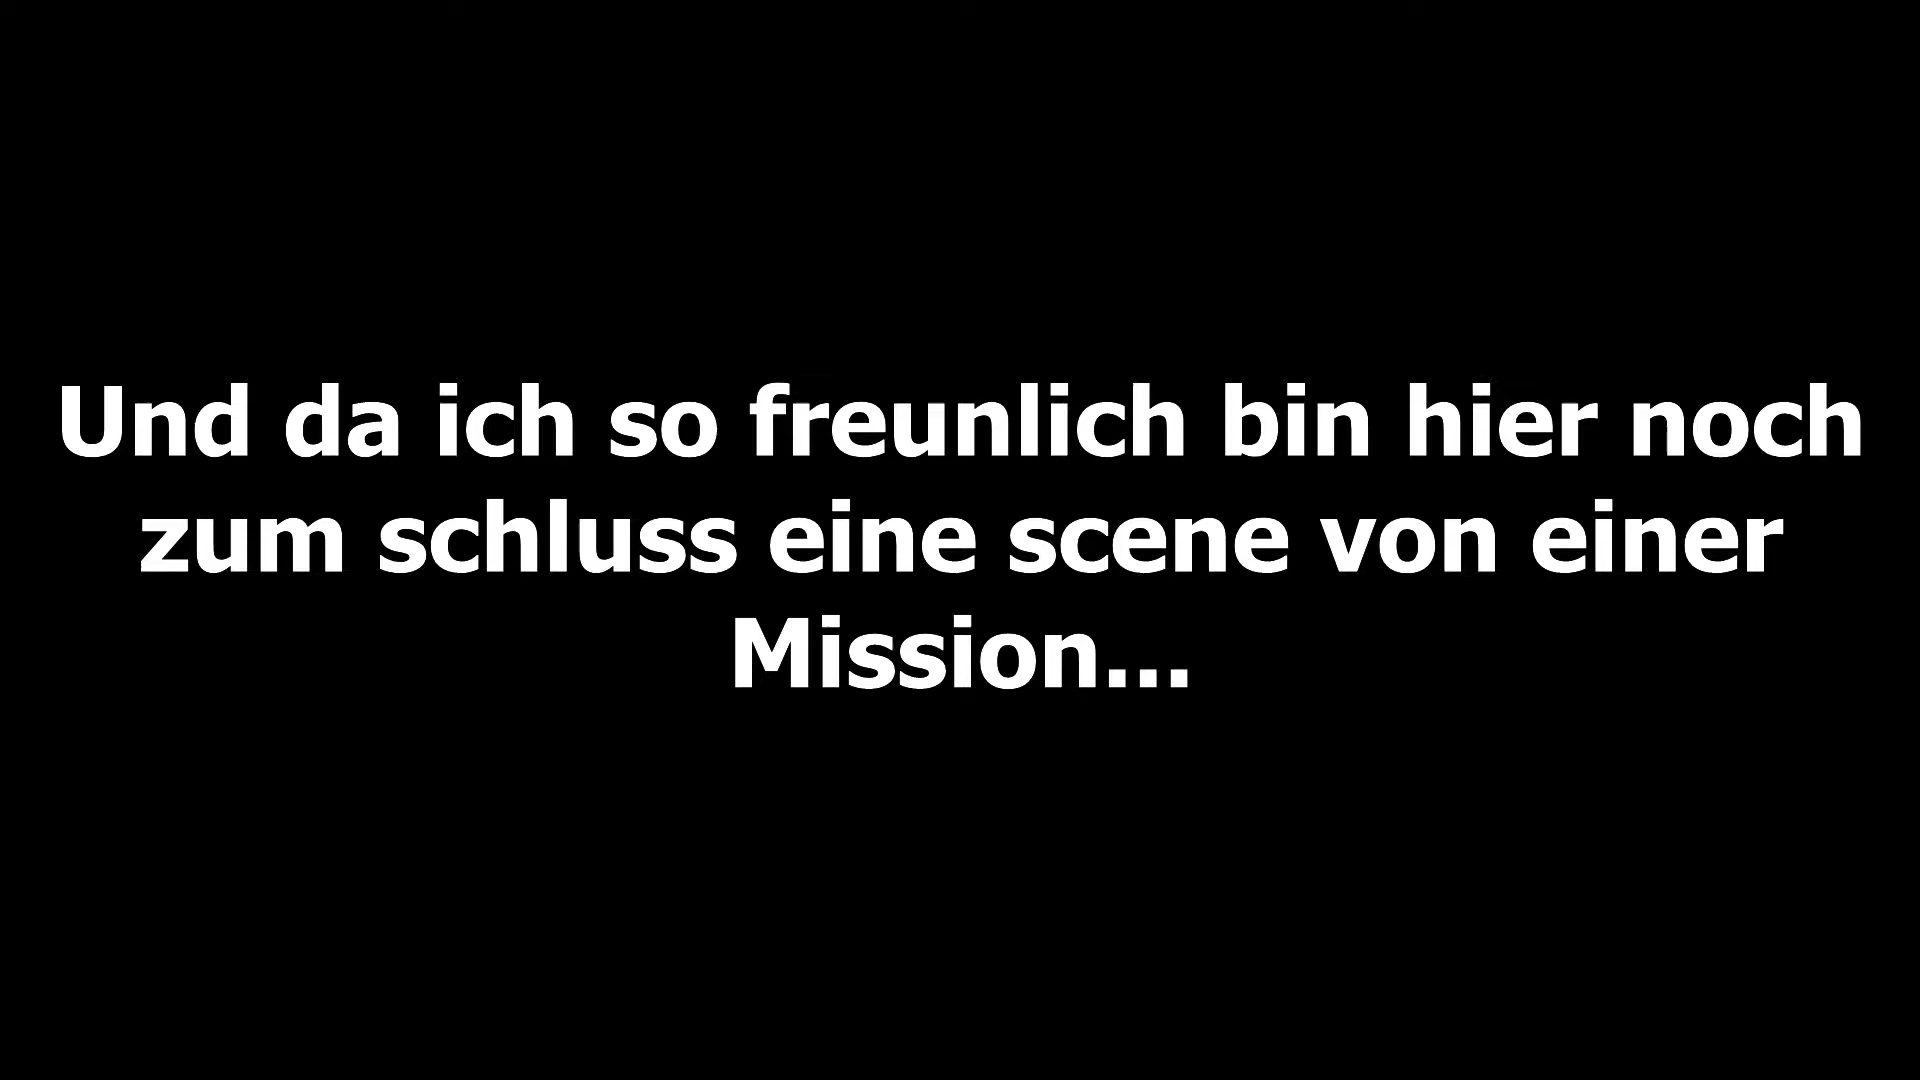 Und da ich so freunlich bin hier noch
zum schluss eine scene von einer
Mission...